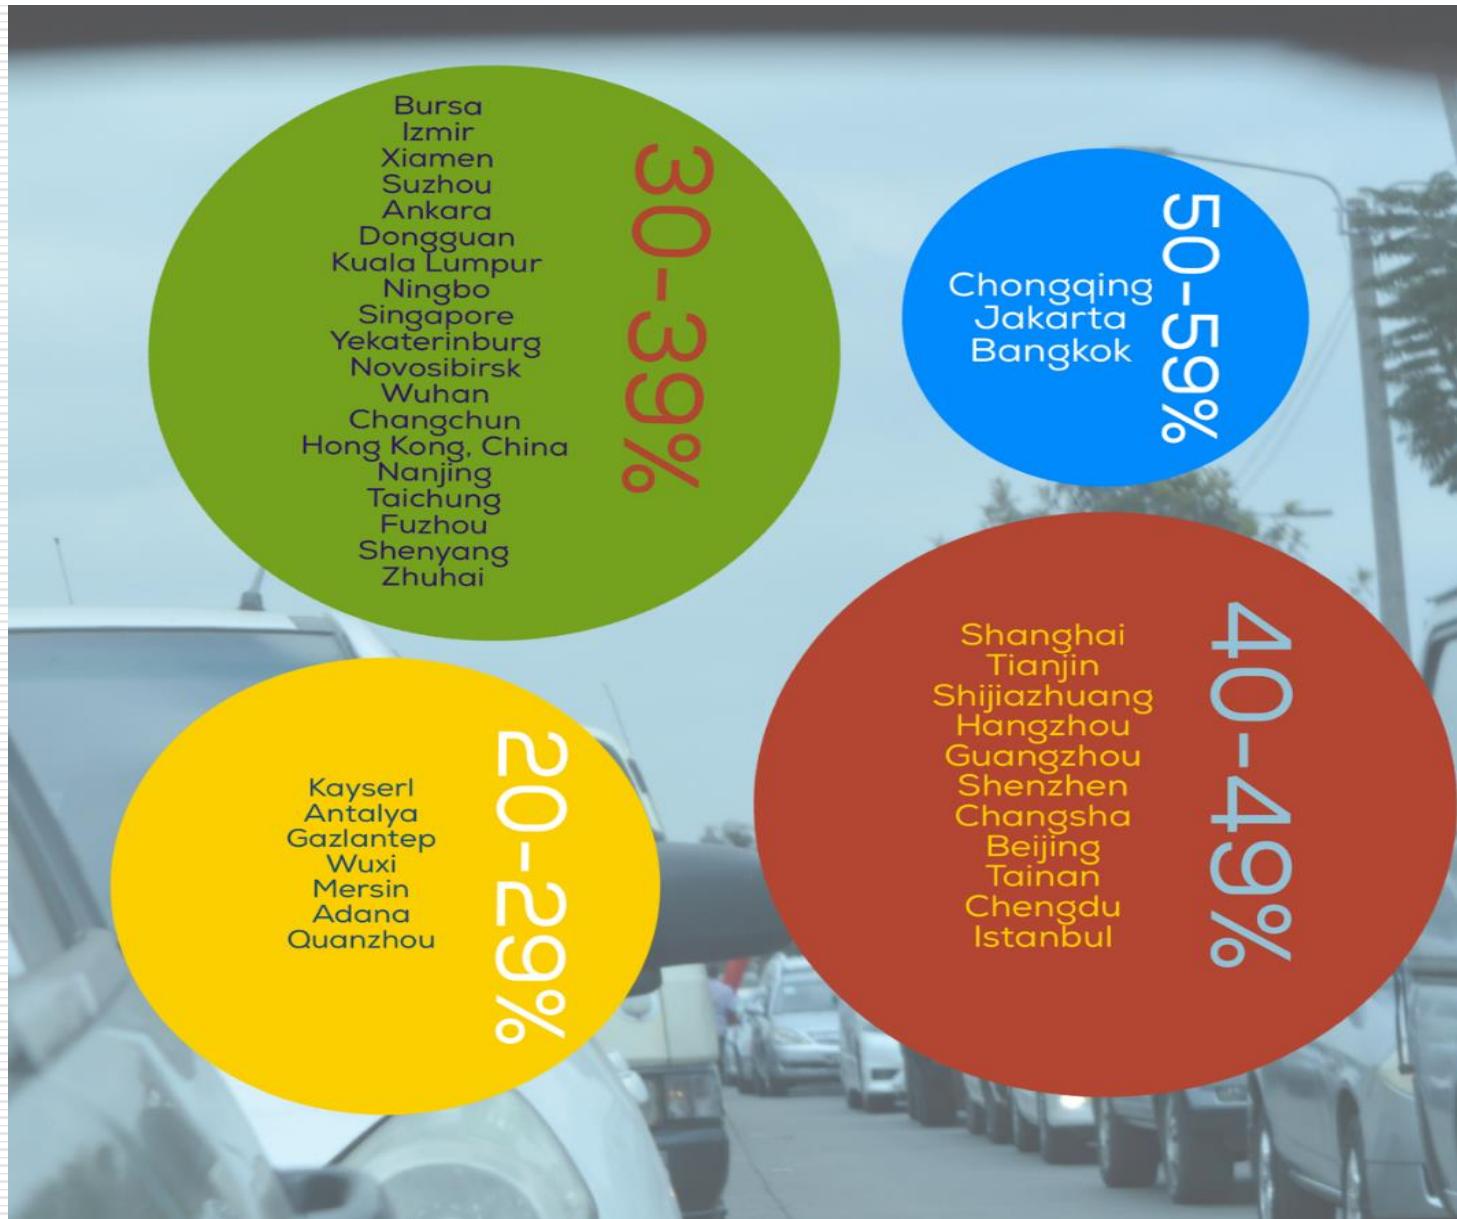 Bursa
Izmir
Xiamen
Suzhou
Ankara
Dongguan
Kuala Lumpur
Ningbo
Singapore
Yekaterinburg
Novosibirsk
Wuhan
Changchun
Hong Kong, China
Nanjing
Taichung
Fuzhou
Shenyang
Zhuhai
30-39%
Chongqing
Jakarta
Bangkok
50-59%
Kayserl
Antalya
Gazlantep
Wuxi
Mersin
Adana
Quanzhou
20-29%
Shanghai
Tianjin
Shijiazhuang
Hangzhou
Guangzhou
Shenzhen
Changsha
Beijing
Tainan
Chengdu
Istanbul
40-49%